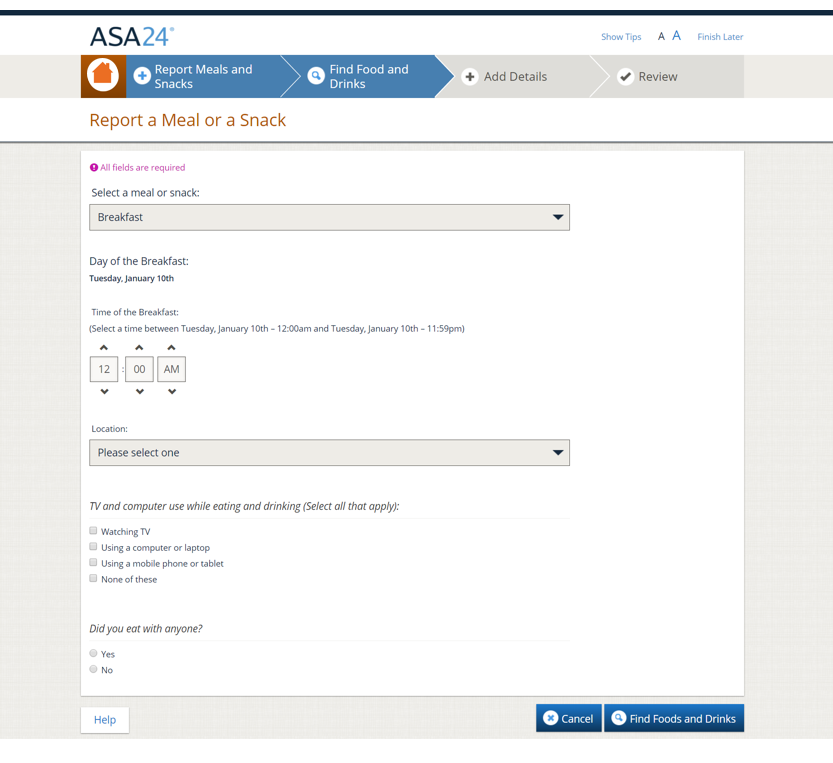 ASA24®
Show Tips A A Finish Later
Report Meals and
Snacks
Find Food and
Drinks
Add Details
Review
Report a Meal or a Snack
All fields are required
Select a meal or snack:
Breakfast
Day of the Breakfast:
Tuesday, January 10th
Time of the Breakfast:
(Select a time between Tuesday, January 10th – 12:00am and Tuesday, January 10th – 11:59pm)
12 : 00 AM
Location:
Please select one
TV and computer use while eating and drinking (Select all that apply):
Watching TV
Using a computer or laptop
Using a mobile phone or tablet
None of these
Did you eat with anyone?
Yes
No
Help
Cancel
Find Foods and Drinks